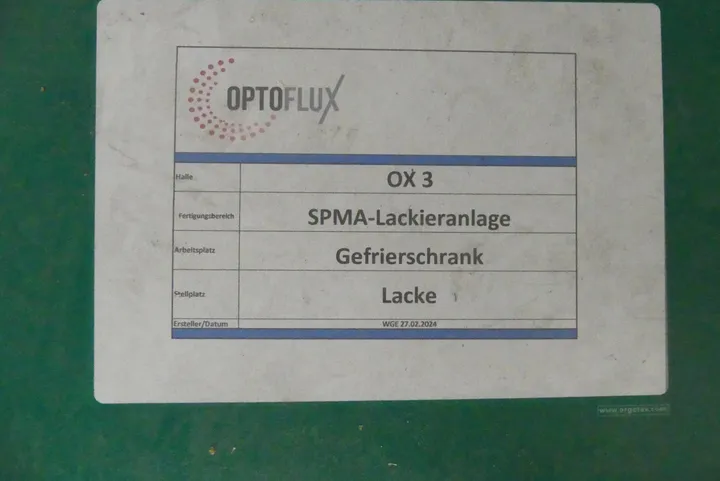 OPTOFLUX
Halle OX 3
Fertigungsbereich SPMA-Lackieranlage
Arbeitsplatz Gefrierschrank
Stellplatz Lacke
Ersteller/Datum WGE 27.02.2024